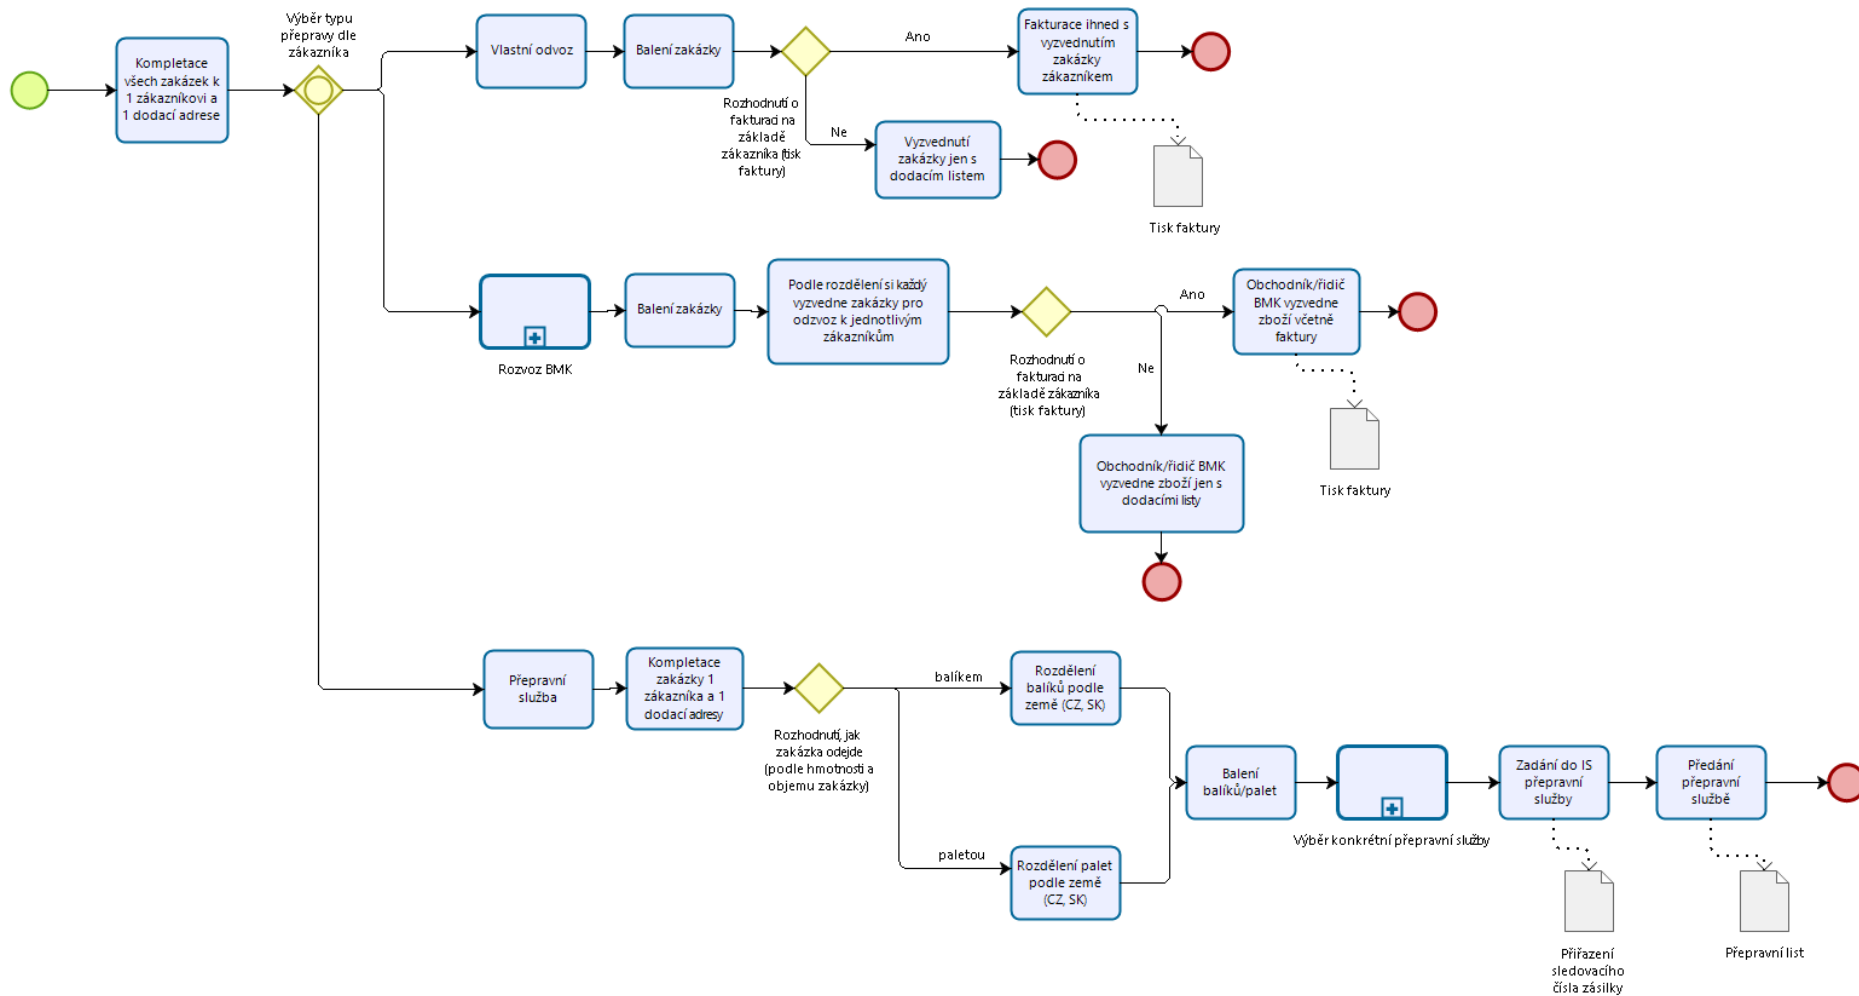 Kompletace
všech zakázek k
1 zákazníkovi a
1 dodací adrese
Výběr typu
přepravy dle
zákazníka
Vlastní odvoz
Balení zakázky
Rozhodnutí o
fakturaci na
základě
zákazníka (tisk
faktury)
Ano
Ne
Fakturace ihned s
vyzvednutím
zakázky
zákazníkem
Tisk faktury
Vyzvednutí
zakázky jen s
dodacím listem
Rozvoz BMK
Balení zakázky
Podle rozdělení si každý
vyzvedne zakázky pro
odzvoz k jednotlivým
zákazníkům
Rozhodnutí o
fakturaci na
základě zákazníka
(tisk faktury)
Ano
Ne
Obchodník/řidič
BMK vyzvedne
zboží včetně
faktury
Tisk faktury
Obchodník/řidič BMK
vyzvedne zboží jen s
dodacími listy
Přepravní
služba
Kompletace
zakázky 1
zákazníka a 1
dodací adresy
Rozhodnutí, jak
zakázka odejde
(podle hmotnosti a
objemu zakázky)
balíkem
paletou
Rozdělení
balíků podle
země (CZ, SK)
Rozdělení palet
podle země
(CZ, SK)
Balení
balíků/palet
Výběr konkrétní přepravní služby
Zadání do IS
přepravní
služby
Předání
přepravní
službě
Přiřazení
sledovacího
čísla zásilky
Přepravní list